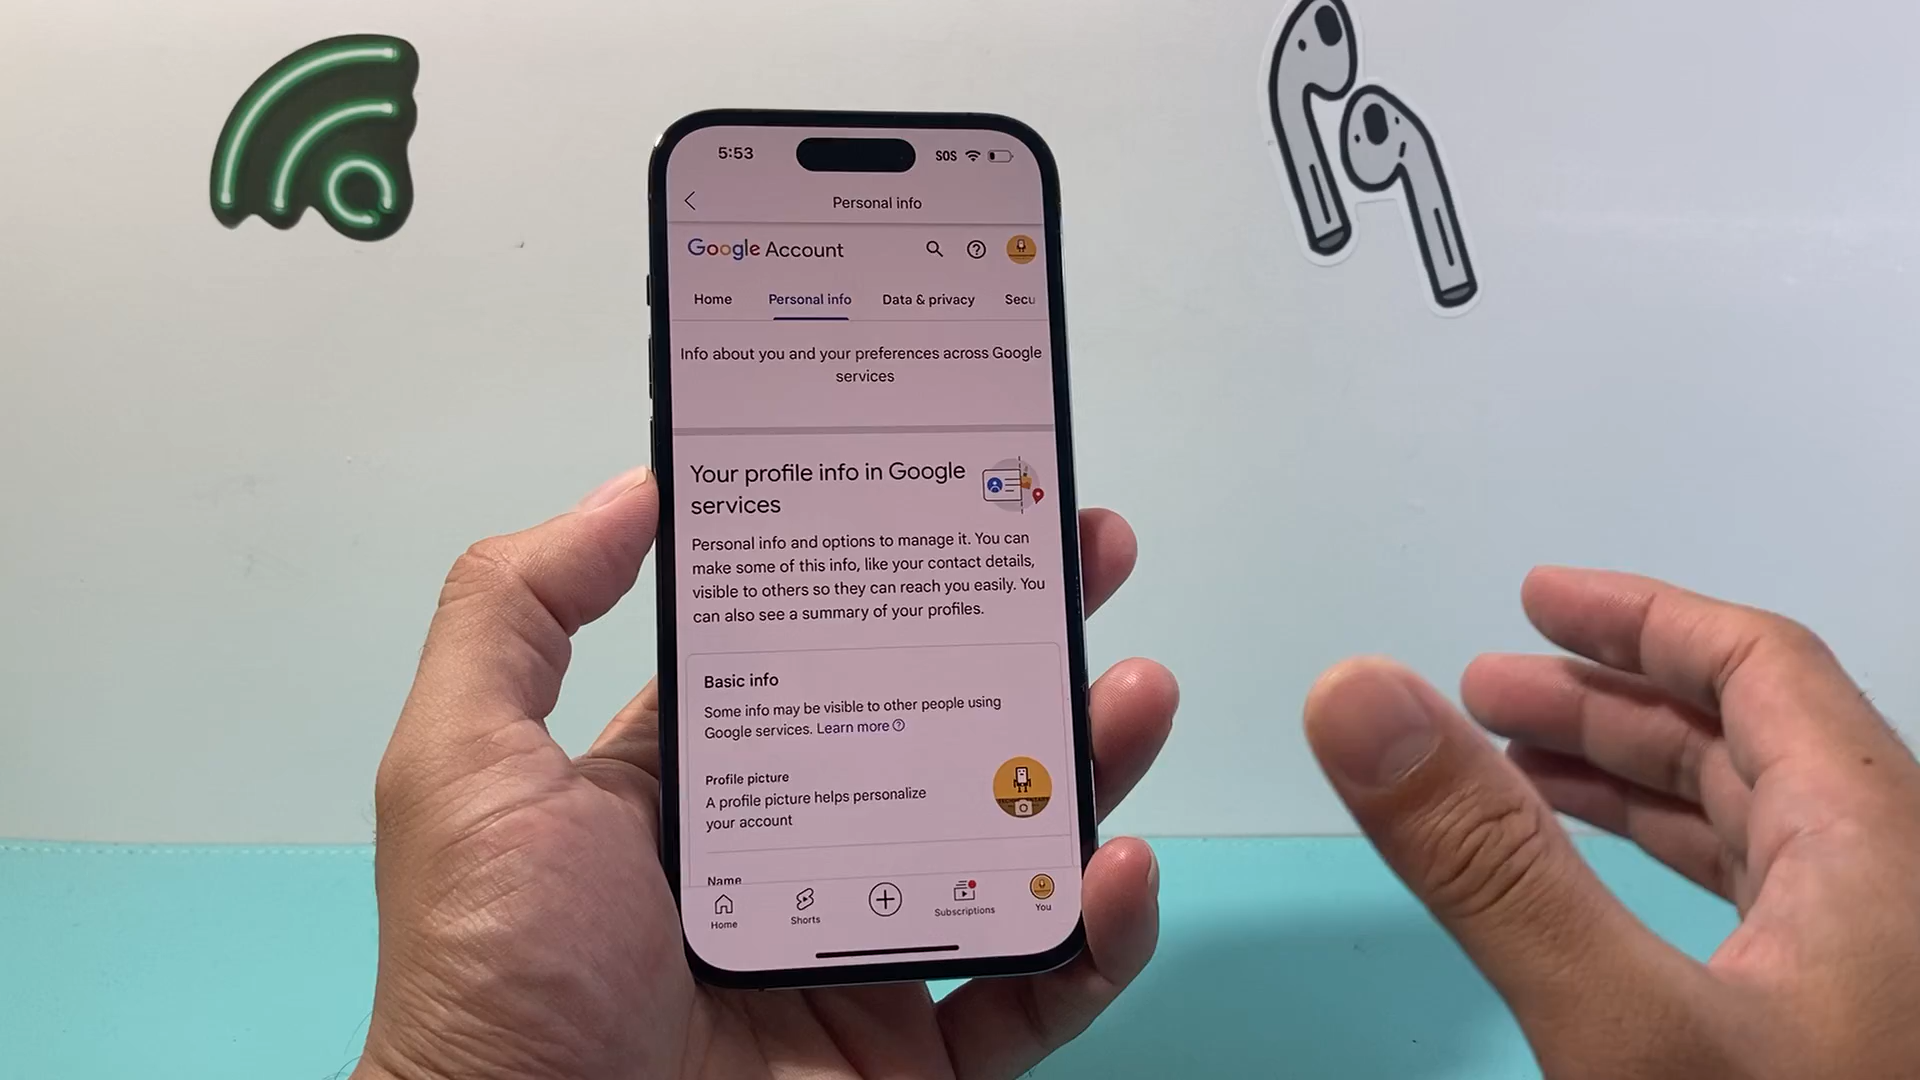 5:53
SOS
Personal info
Google Account
Home Personal info Data & privacy Secu
Info about you and your preferences across Google
services
Your profile info in Google
services
Personal info and options to manage it. You can
make some of this info, like your contact details,
visible to others so they can reach you easily. You
can also see a summary of your profiles.
Basic info
Some info may be visible to other people using
Google services. Learn more
Profile picture
A profile picture helps personalize
your account
Name
Home Shorts Subscriptions You